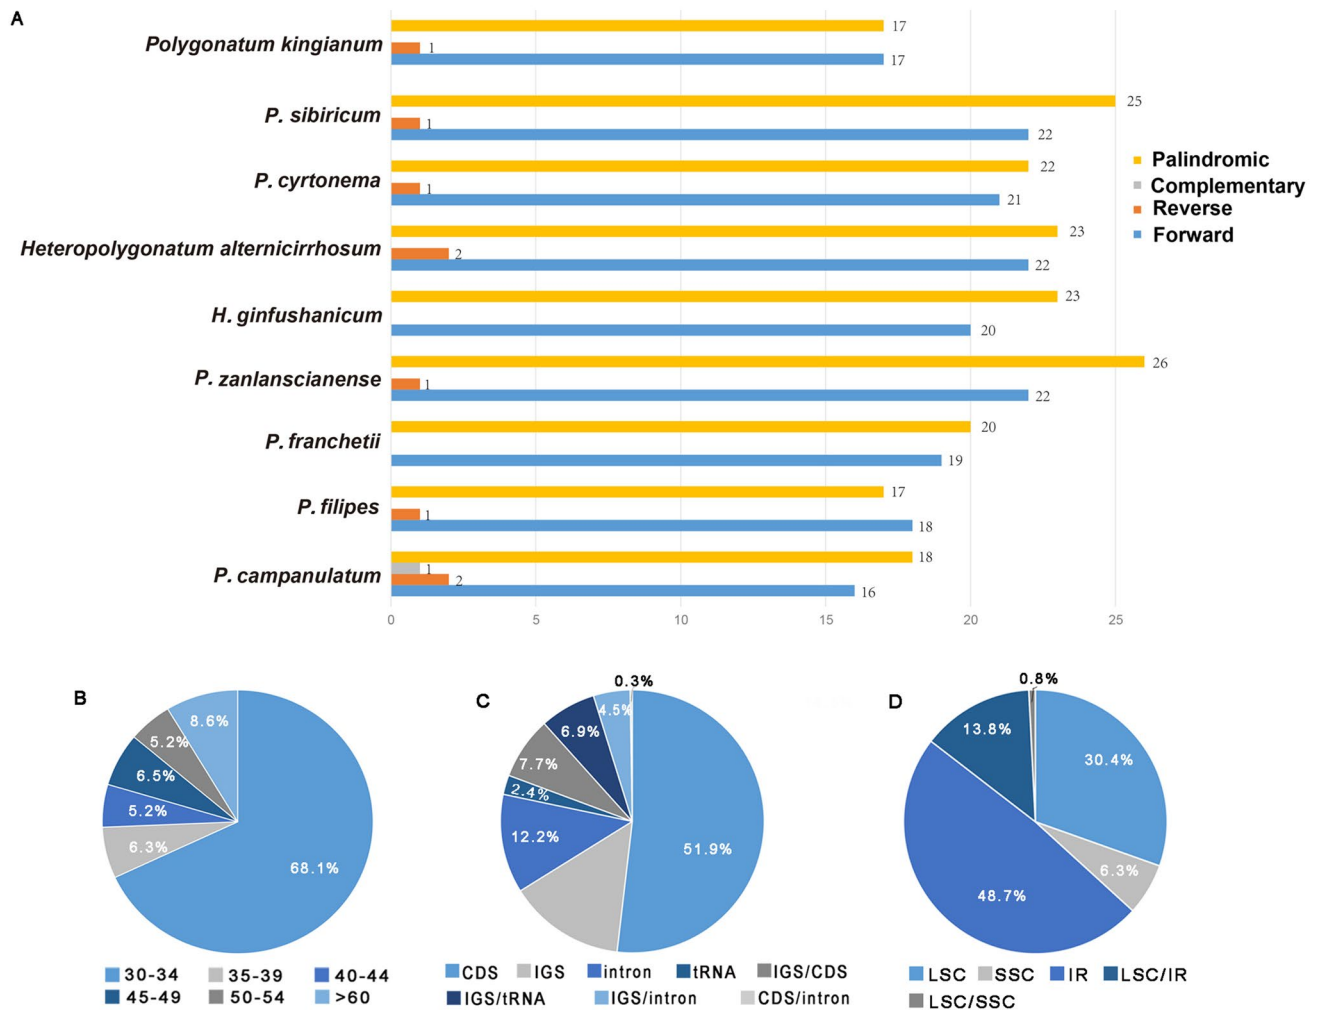 A
Polygonatum kingianum
17
1
17
P. sibiricum
25
1
22
P. cyrtonema
22
1
21
Heteropolygonatum alternicirrhosum
23
2
22
H. ginfushanicum
23
20
P. zanlanscianense
26
1
22
P. franchetii
20
19
P. filipes
17
1
18
P. campanulatum
18
1
2
16
0 5 10 15 20 25
Palindromic
Complementary
Reverse
Forward
B
8.6%
5.2%
6.5%
5.2%
6.3%
68.1%
30-34 35-39 40-44
45-49 50-54 >60
C
0.3%
4.5%
6.9%
7.7%
2.4%
12.2%
51.9%
CDS IGS intron tRNA IGS/CDS
IGS/tRNA IGS/intron CDS/intron
D
0.8%
13.8%
30.4%
6.3%
48.7%
LSC SSC IR LSC/IR
LSC/SSC